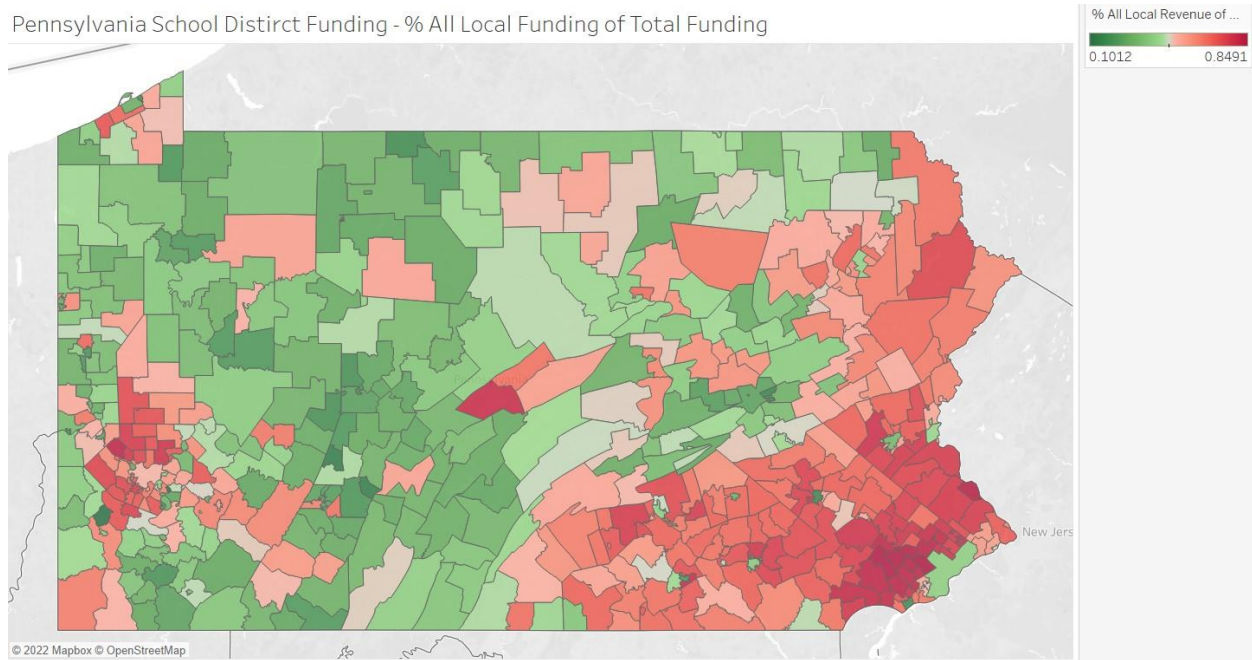 Pennsylvania School Distirct Funding - % All Local Funding of Total Funding
% All Local Revenue of ...
0.1012 0.8491
New Jers
© 2022 Mapbox © OpenStreetMap